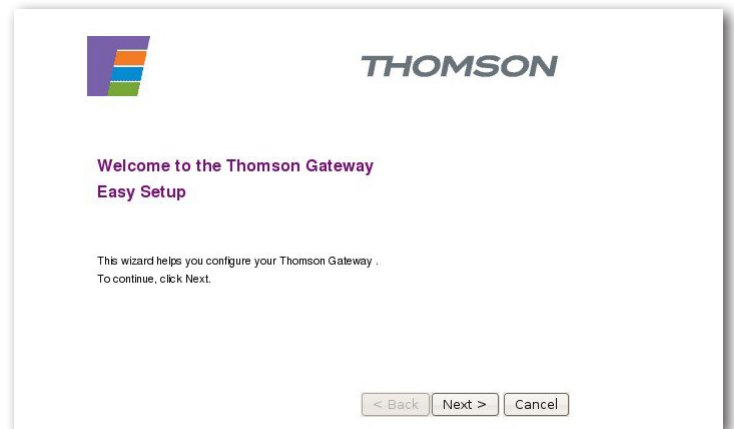 THOMSON
Welcome to the Thomson Gateway
Easy Setup
This wizard helps you configure your Thomson Gateway .
To continue, click Next.
< Back Next > Cancel